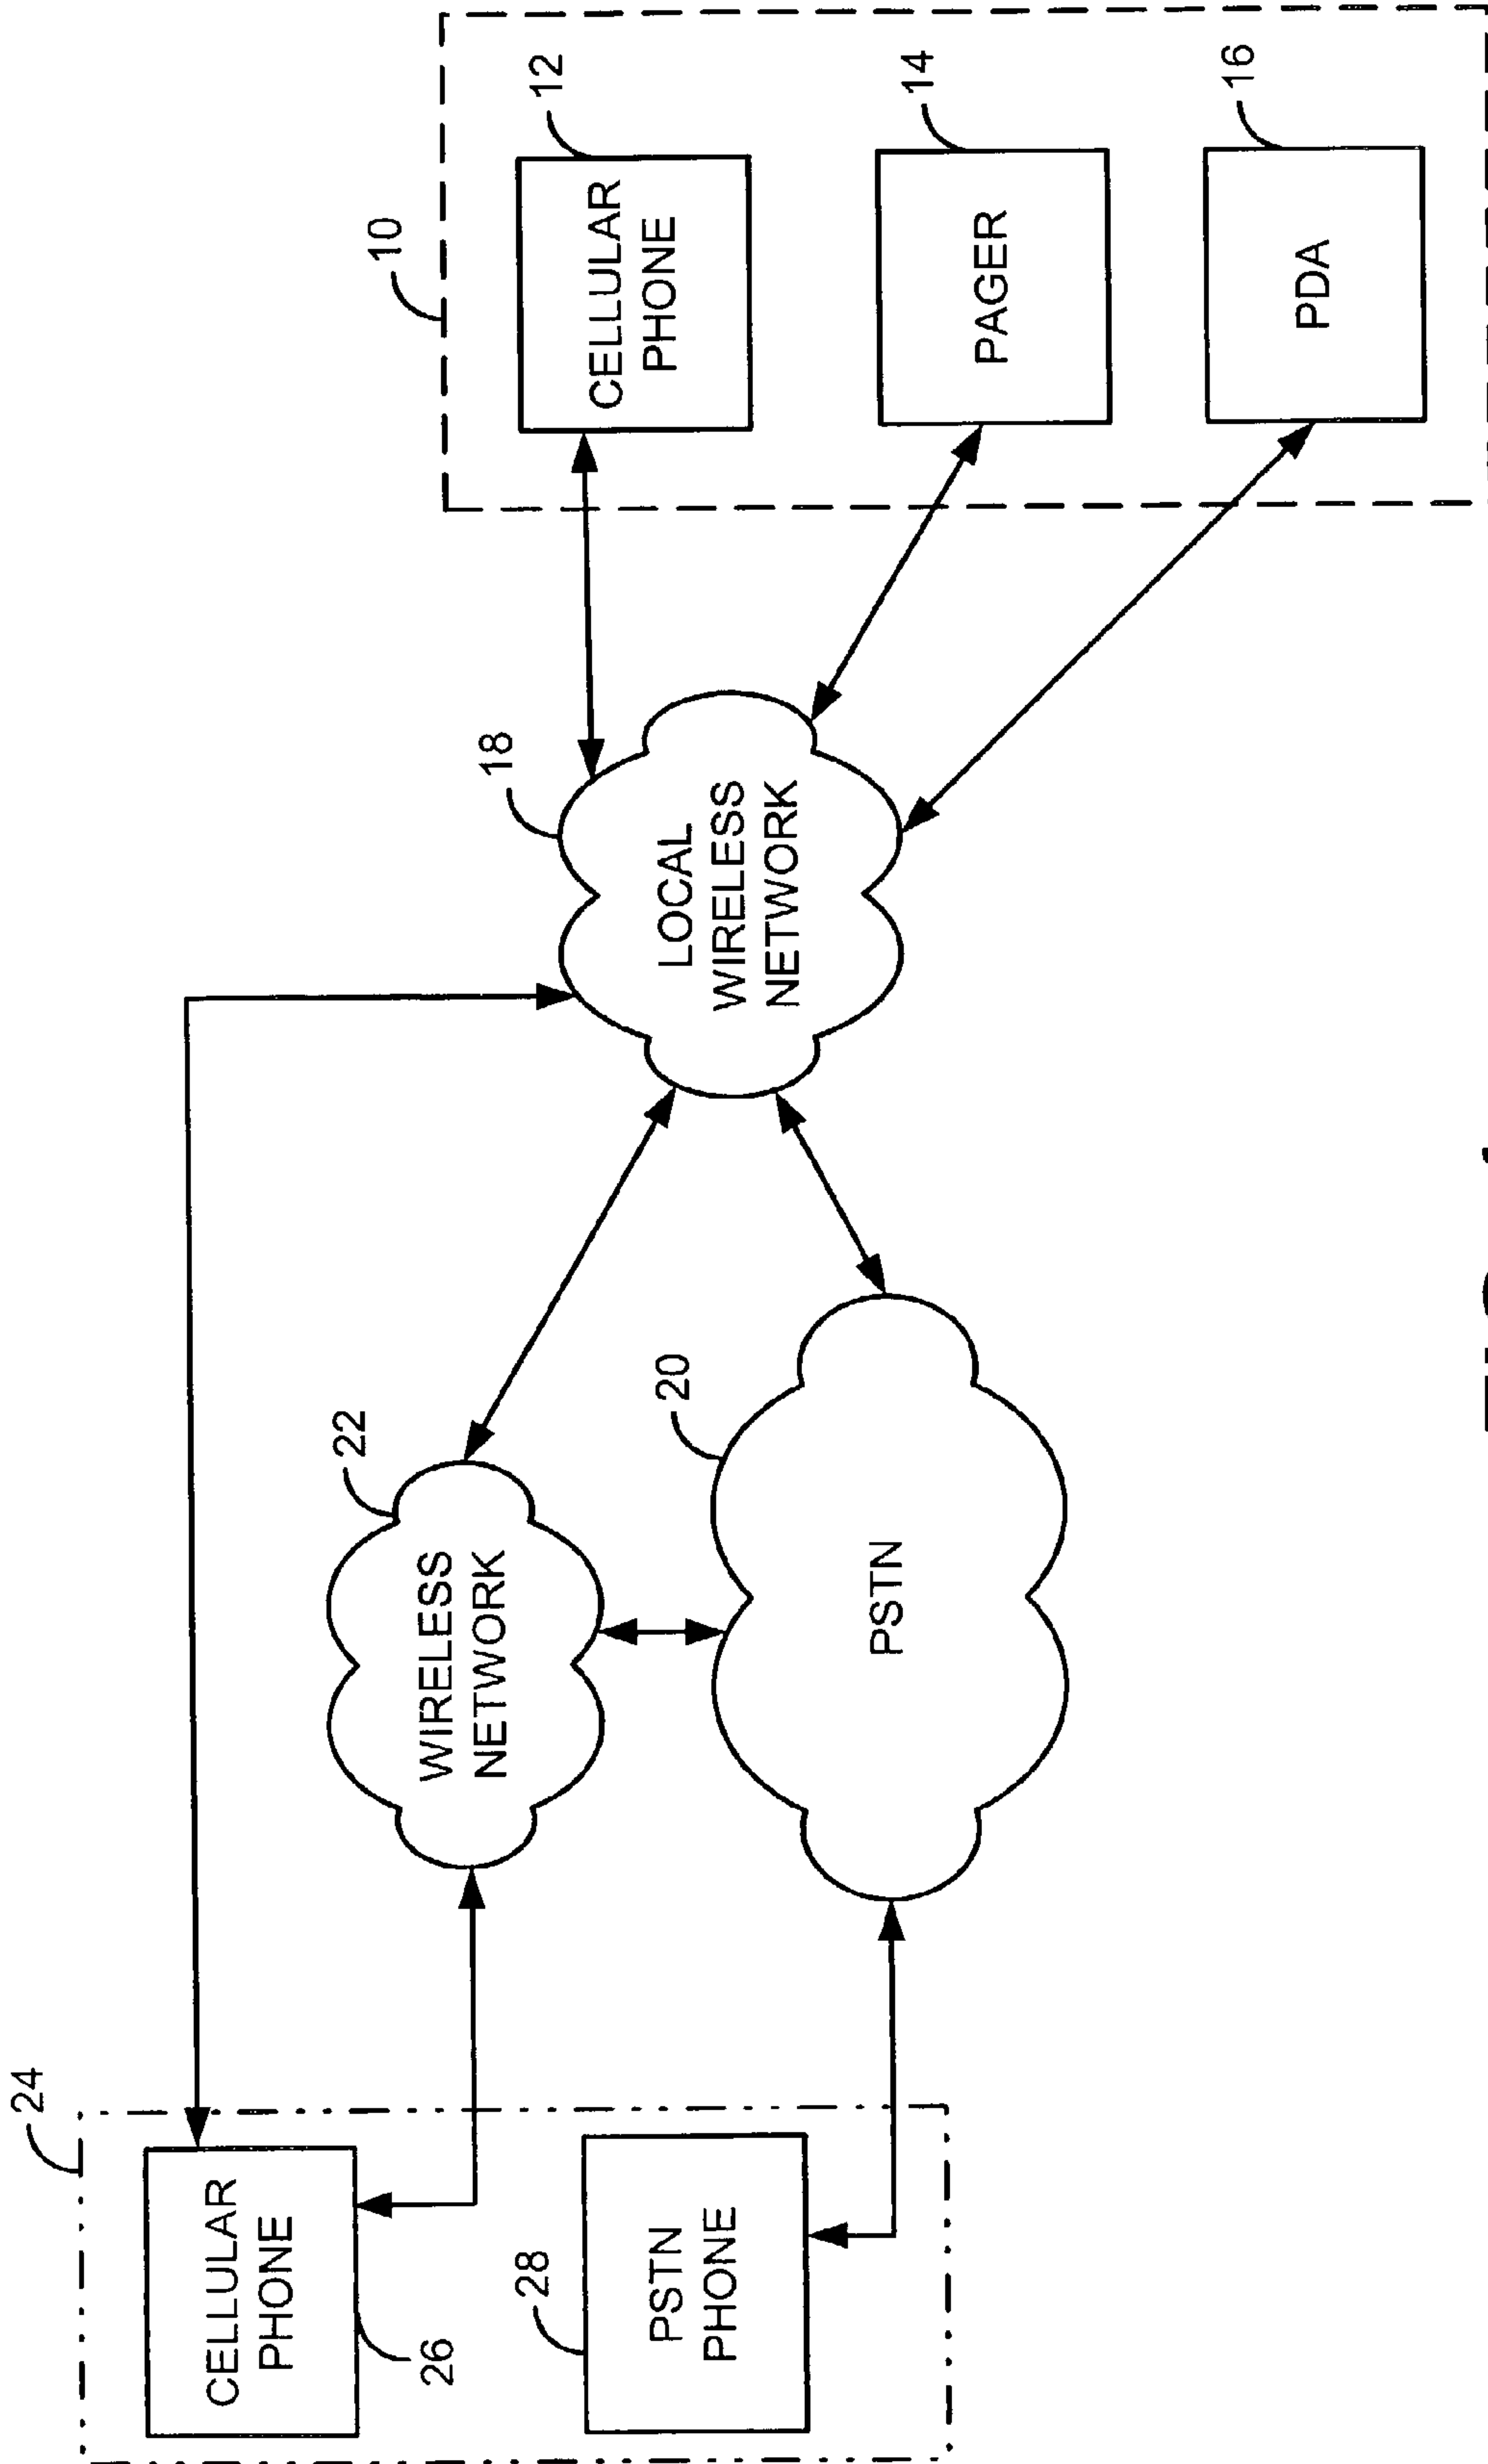 24
CELLULAR
PHONE
26
28
PSTN
PHONE
22
WIRELESS
NETWORK
20
PSTN
18
LOCAL
WIRELESS
NETWORK
10
CELLULAR
PHONE
12
PAGER
14
PDA
16